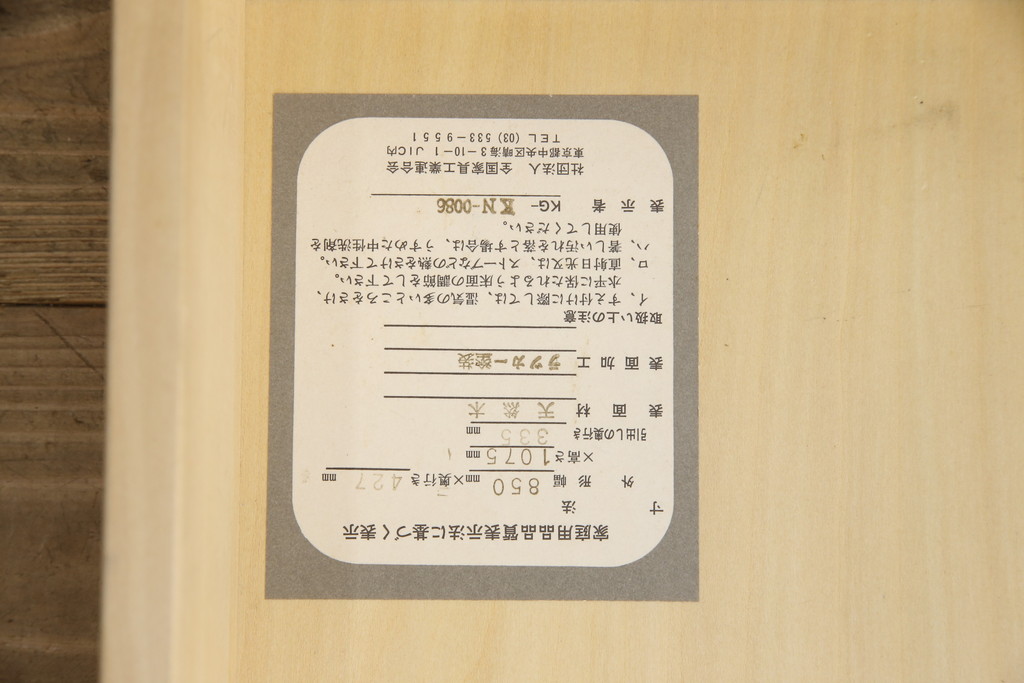 家庭用品品質表示法に基づく表示
寸法
外形 幅 850 mm×奥行き 427 mm
×高さ 1075 mm
引出しの奥行き 335 mm
表面材 天然木
表面加工 ラッカー塗装
取扱い上の注意
イ、すえ付けに際しては、湿気の多いところをさけ、
水平に保たれるよう床面の調節をして下さい。
ロ、直射日光又は、ストーブなどの熱をさけて下さい。
ハ、著しい汚れを落とす場合は、うすめた中性洗剤を
使用してください。
表示者 KG- KN-0086
社団法人 全国家具工業連合会
東京都中央区晴海3-10-1 JIC内
TEL (03) 533-9551